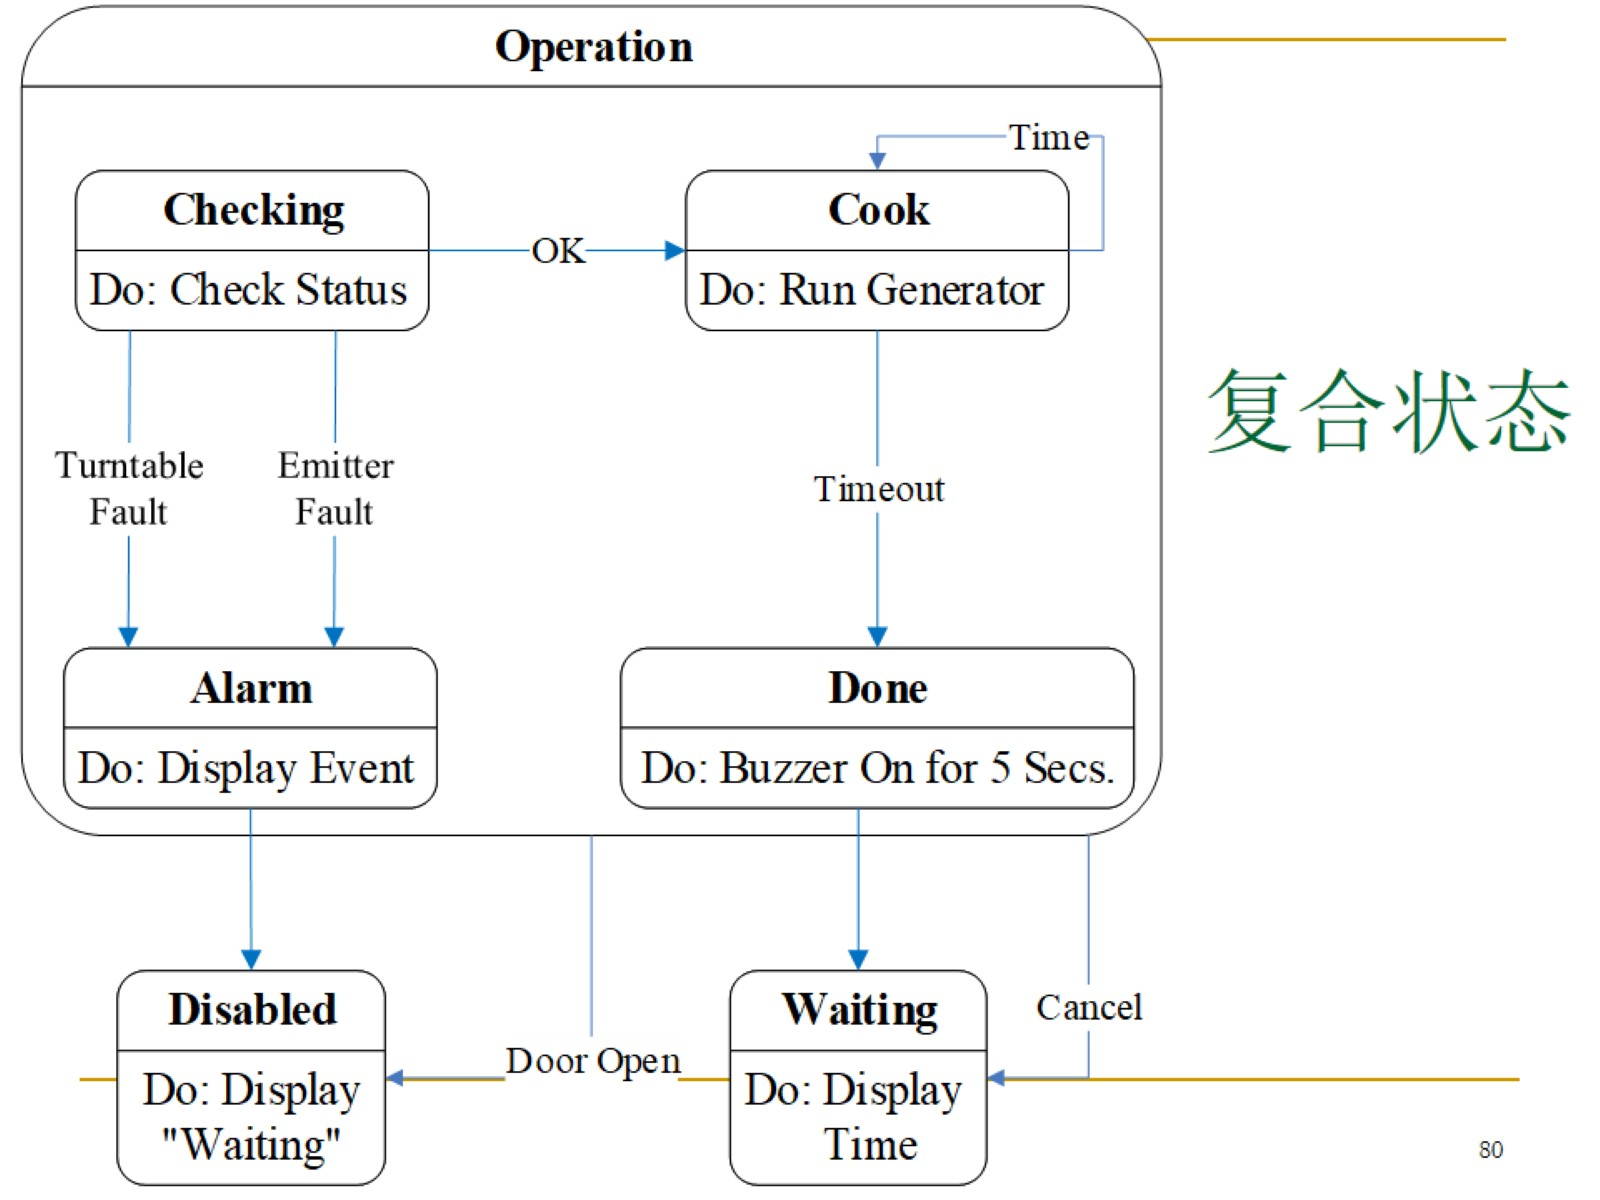 Operation
Time
Checking
Do: Check Status
OK
Cook
Do: Run Generator
复合状态
Turntable
Fault
Emitter
Fault
Timeout
Alarm
Do: Display Event
Done
Do: Buzzer On for 5 Secs.
Disabled
Do: Display
"Waiting"
Door Open
Waiting
Do: Display
Time
Cancel
80